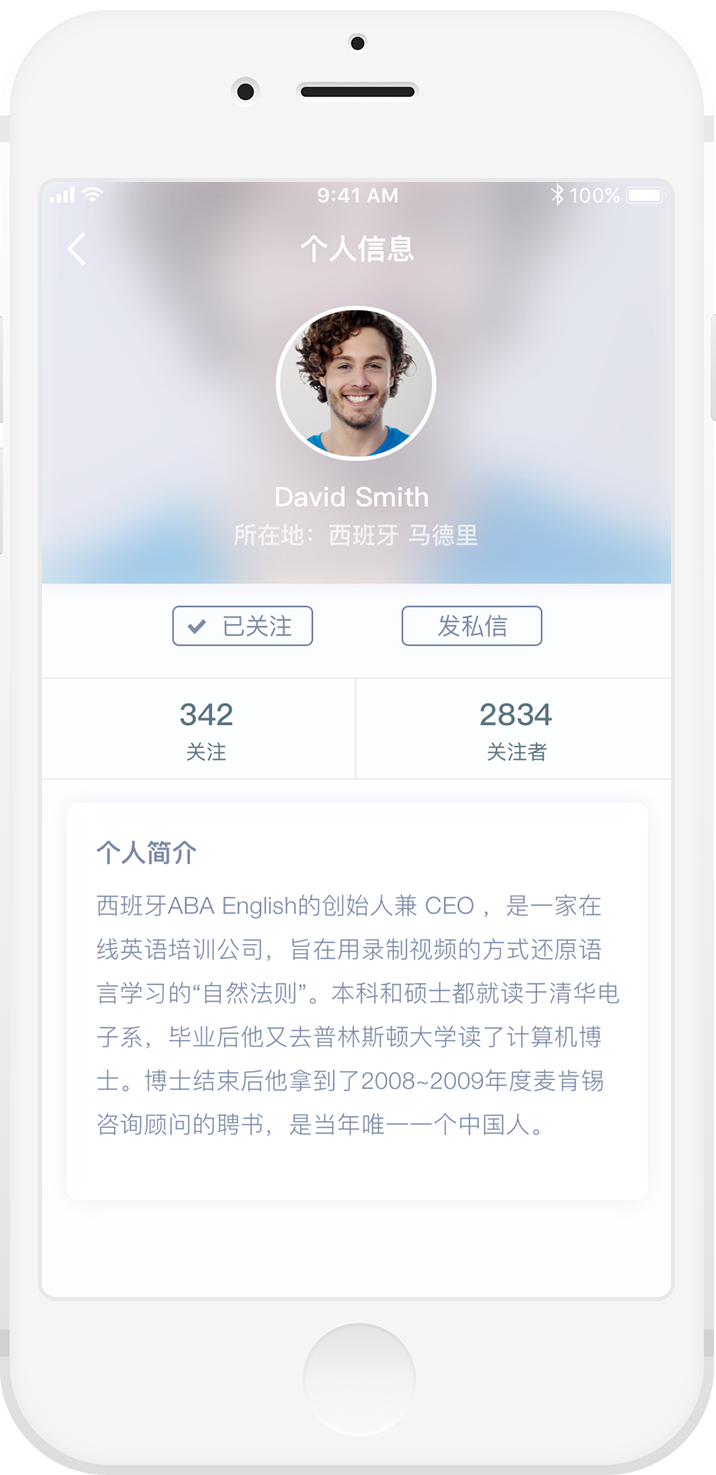 9:41 AM 100%
个人信息
David Smith
所在地：西班牙 马德里
已关注 发私信
342 2834
关注 关注者
个人简介
西班牙ABA English的创始人兼 CEO ，是一家在
线英语培训公司，旨在用录制视频的方式还原语
言学习的“自然法则”。本科和硕士都就读于清华电
子系，毕业后他又去普林斯顿大学读了计算机博
士。博士结束后他拿到了2008~2009年度麦肯锡
咨询顾问的聘书，是当年唯一一个中国人。